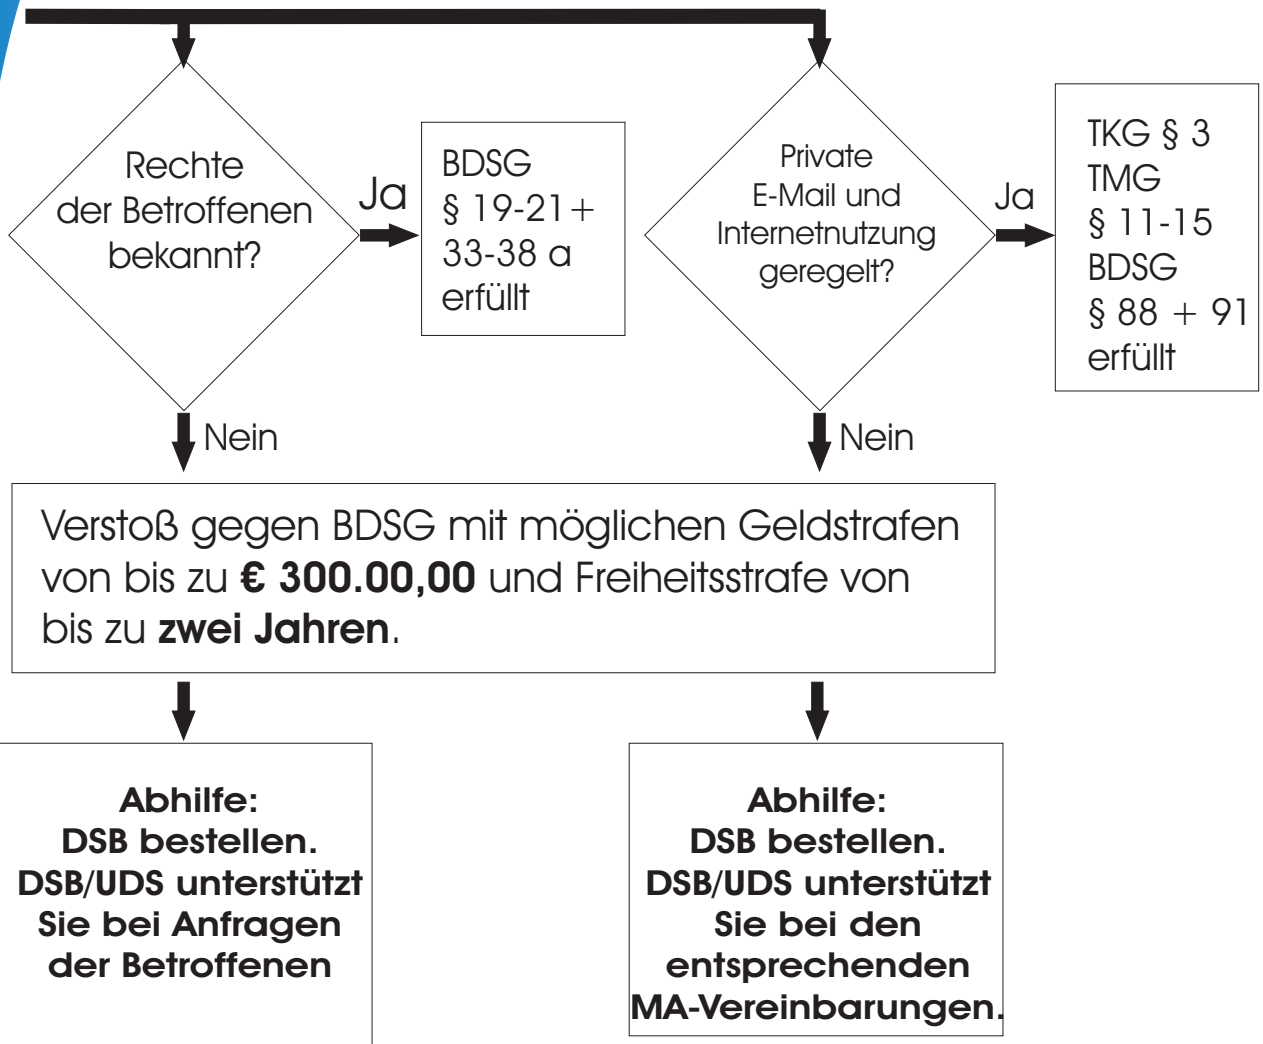 Rechte
der Betroffenen
bekannt?
Ja
BDSG
§ 19-21+
33-38 a
erfüllt
Private
E-Mail und
Internetnutzung
geregelt?
Ja
TKG § 3
TMG
§ 11-15
BDSG
§ 88 + 91
erfüllt
Nein
Nein
Verstoß gegen BDSG mit möglichen Geldstrafen
von bis zu € 300.00,00 und Freiheitsstrafe von
bis zu zwei Jahren.
Abhilfe:
DSB bestellen.
DSB/UDS unterstützt
Sie bei Anfragen
der Betroffenen
Abhilfe:
DSB bestellen.
DSB/UDS unterstützt
Sie bei den
entsprechenden
MA-Vereinbarungen.